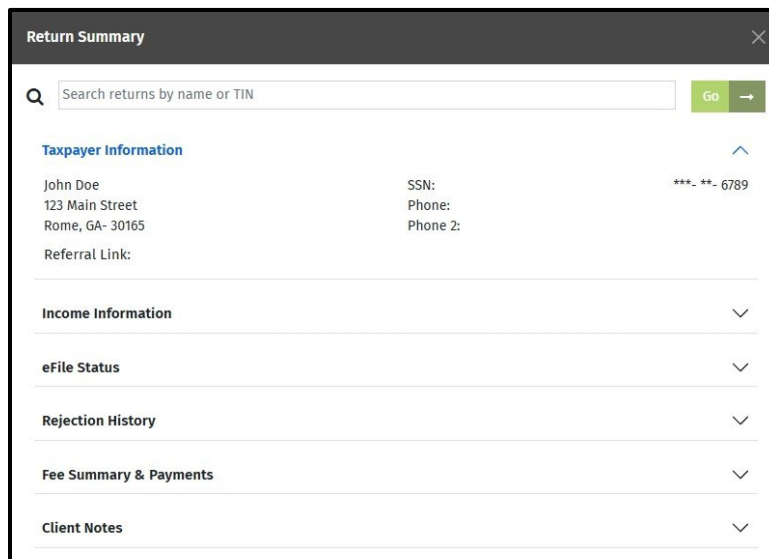 Return Summary
Search returns by name or TIN
Go →
Taxpayer Information
John Doe SSN: ***- **- 6789
123 Main Street Phone:
Rome, GA- 30165 Phone 2:
Referral Link:
Income Information
eFile Status
Rejection History
Fee Summary & Payments
Client Notes